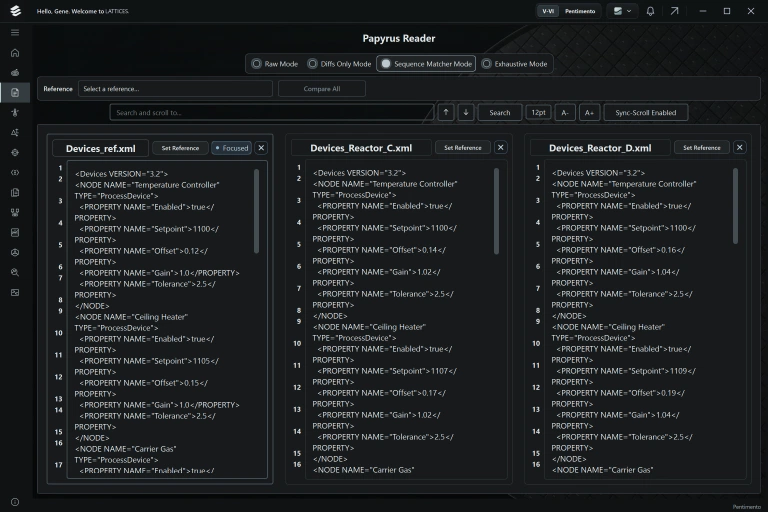 Hello, Gene. Welcome to LATTICES.
V-VI Pentimento
Papyrus Reader
Raw Mode Diffs Only Mode Sequence Matcher Mode Exhaustive Mode
Reference Select a reference... Compare All
Search and scroll to... ↑ ↓ Search 12pt A- A+ Sync-Scroll Enabled
Devices_ref.xml Set Reference • Focused X
1 <Devices VERSION="3.2">
2 <NODE NAME="Temperature Controller"
TYPE="ProcessDevice">
3 <PROPERTY NAME="Enabled">true</
PROPERTY>
4 <PROPERTY NAME="Setpoint">1100</
PROPERTY>
5 <PROPERTY NAME="Offset">0.12</
PROPERTY>
6 <PROPERTY NAME="Gain">1.0</PROPERTY>
7 <PROPERTY NAME="Tolerance">2.5</
PROPERTY>
8 </NODE>
9 <NODE NAME="Ceiling Heater"
TYPE="ProcessDevice">
10 <PROPERTY NAME="Enabled">true</
PROPERTY>
11 <PROPERTY NAME="Setpoint">1105</
PROPERTY>
12 <PROPERTY NAME="Offset">0.15</
PROPERTY>
13 <PROPERTY NAME="Gain">1.0</PROPERTY>
14 <PROPERTY NAME="Tolerance">2.5</
PROPERTY>
15 </NODE>
16 <NODE NAME="Carrier Gas"
TYPE="ProcessDevice">
17 <PROPERTY NAME="Enabled">true</
Devices_Reactor_C.xml Set Reference X
1 <Devices VERSION="3.2">
2 <NODE NAME="Temperature Controller"
TYPE="ProcessDevice">
3 <PROPERTY NAME="Enabled">true</
PROPERTY>
4 <PROPERTY NAME="Setpoint">1100</
PROPERTY>
5 <PROPERTY NAME="Offset">0.14</
PROPERTY>
6 <PROPERTY NAME="Gain">1.02</
PROPERTY>
7 <PROPERTY NAME="Tolerance">2.5</
PROPERTY>
8 </NODE>
9 <NODE NAME="Ceiling Heater"
TYPE="ProcessDevice">
10 <PROPERTY NAME="Enabled">true</
PROPERTY>
11 <PROPERTY NAME="Setpoint">1107</
PROPERTY>
12 <PROPERTY NAME="Offset">0.17</
PROPERTY>
13 <PROPERTY NAME="Gain">1.02</
PROPERTY>
14 <PROPERTY NAME="Tolerance">2.5</
PROPERTY>
15 </NODE>
16 <NODE NAME="Carrier Gas"
Devices_Reactor_D.xml Set Reference X
1 <Devices VERSION="3.2">
2 <NODE NAME="Temperature Controller"
TYPE="ProcessDevice">
3 <PROPERTY NAME="Enabled">true</
PROPERTY>
4 <PROPERTY NAME="Setpoint">1100</
PROPERTY>
5 <PROPERTY NAME="Offset">0.16</
PROPERTY>
6 <PROPERTY NAME="Gain">1.04</
PROPERTY>
7 <PROPERTY NAME="Tolerance">2.5</
PROPERTY>
8 </NODE>
9 <NODE NAME="Ceiling Heater"
TYPE="ProcessDevice">
10 <PROPERTY NAME="Enabled">true</
PROPERTY>
11 <PROPERTY NAME="Setpoint">1109</
PROPERTY>
12 <PROPERTY NAME="Offset">0.19</
PROPERTY>
13 <PROPERTY NAME="Gain">1.04</
PROPERTY>
14 <PROPERTY NAME="Tolerance">2.5</
PROPERTY>
15 </NODE>
16 <NODE NAME="Carrier Gas"
Pentimento